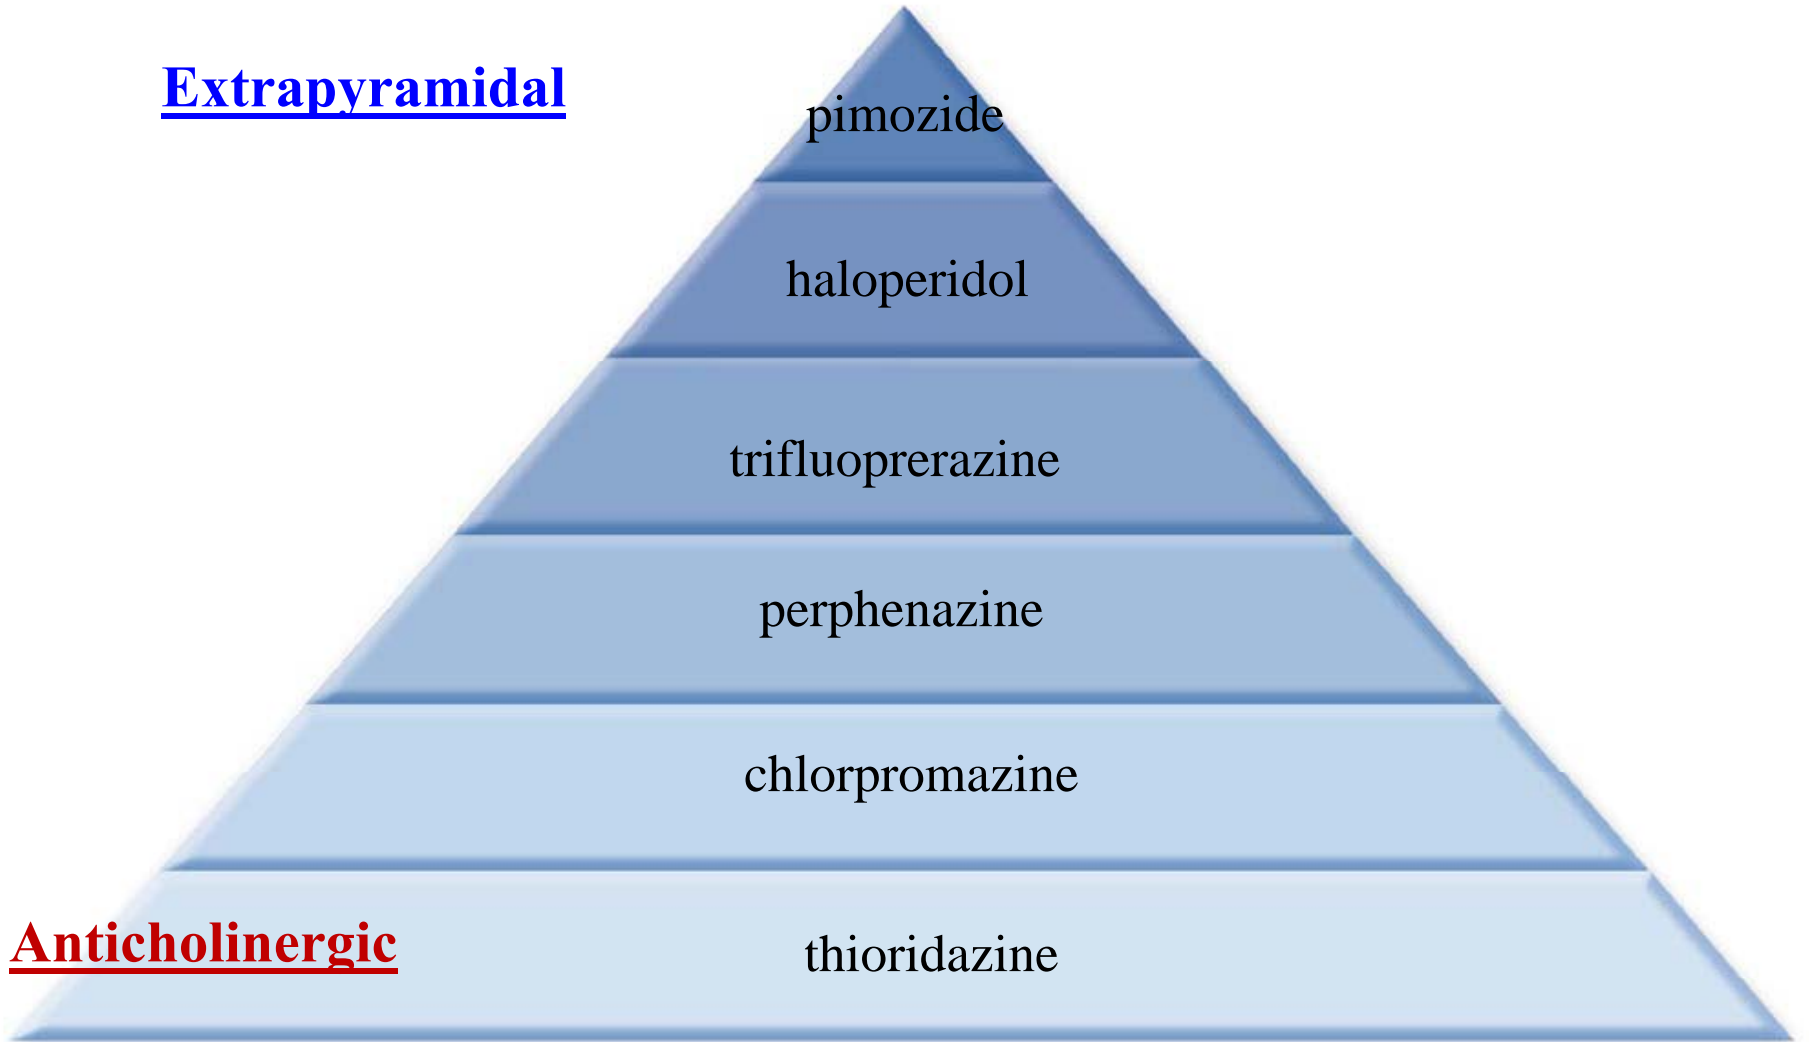 Extrapyramidal
pimozide
haloperidol
trifluoprerazine
perphenazine
chlorpromazine
Anticholinergic
thioridazine